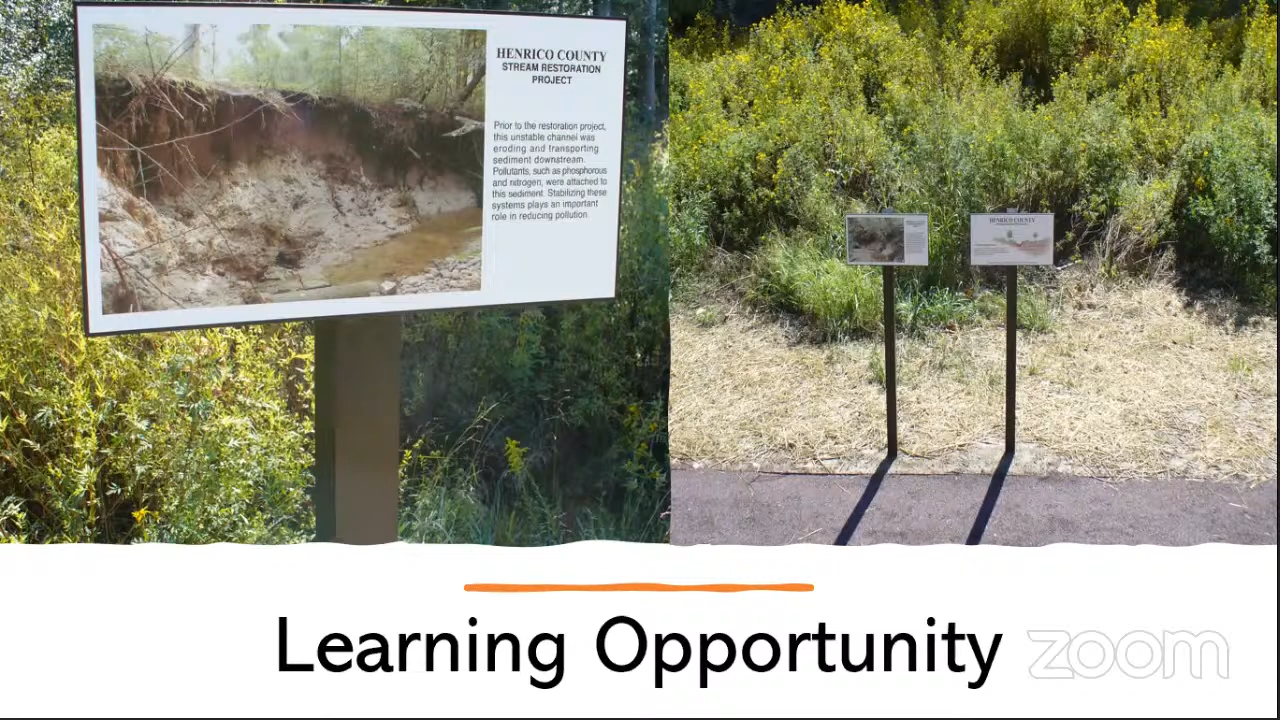 HENRICO COUNTY
STREAM RESTORATION
PROJECT
Prior to the restoration project,
this unstable channel was
eroding and transporting
sediment downstream.
Pollutants, such as phosphorous
and nitrogen, were attached to
this sediment. Stabilizing these
systems plays an important
role in reducing pollution.
HENRICO COUNTY
Learning Opportunity
zoom